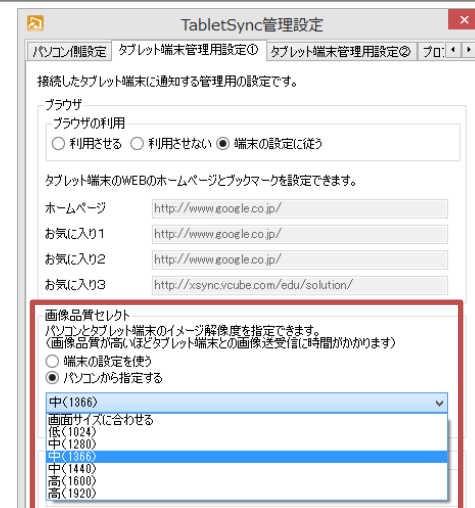 TabletSync管理設定
パソコン側設定 タブレット端末管理用設定① タブレット端末管理用設定②
接続したタブレット端末に通知する管理用の設定です。
ブラウザ
ブラウザの利用
利用させる 利用させない 端末の設定に従う
タブレット端末のWEBのホームページとブックマークを設定できます。
ホームページ http://www.google.co.jp/
お気に入り1 http://www.google.co.jp/
お気に入り2 http://www.google.co.jp/
お気に入り3 http://xsync.vcube.com/edu/solution/
画像品質セレクト
パソコンとタブレット端末のイメージ解像度を指定できます。
(画像品質が高いほどタブレット端末との画像送受信に時間がかかります)
端末の設定を使う
パソコンから指定する
中(1366)
画面サイズに合わせる
低(1024)
中(1280)
中(1366)
中(1440)
高(1600)
高(1920)